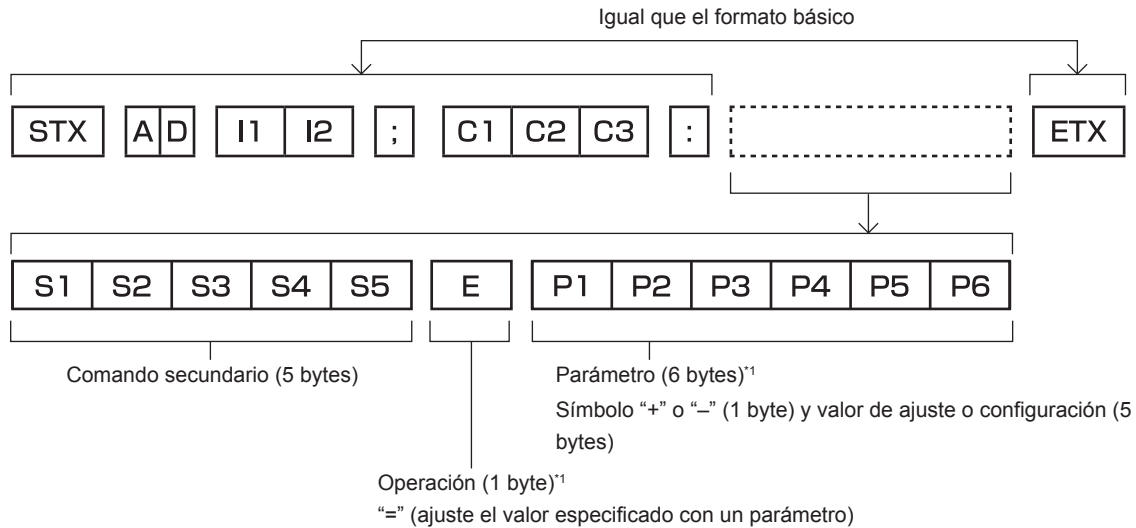 Igual que el formato básico
STX A D I1 I2 ; C1 C2 C3 : ETX
S1 S2 S3 S4 S5 E P1 P2 P3 P4 P5 P6
Comando secundario (5 bytes)
Parámetro (6 bytes)*1
Símbolo “+” o “–” (1 byte) y valor de ajuste o configuración (5
bytes)
Operación (1 byte)*1
“=” (ajuste el valor especificado con un parámetro)